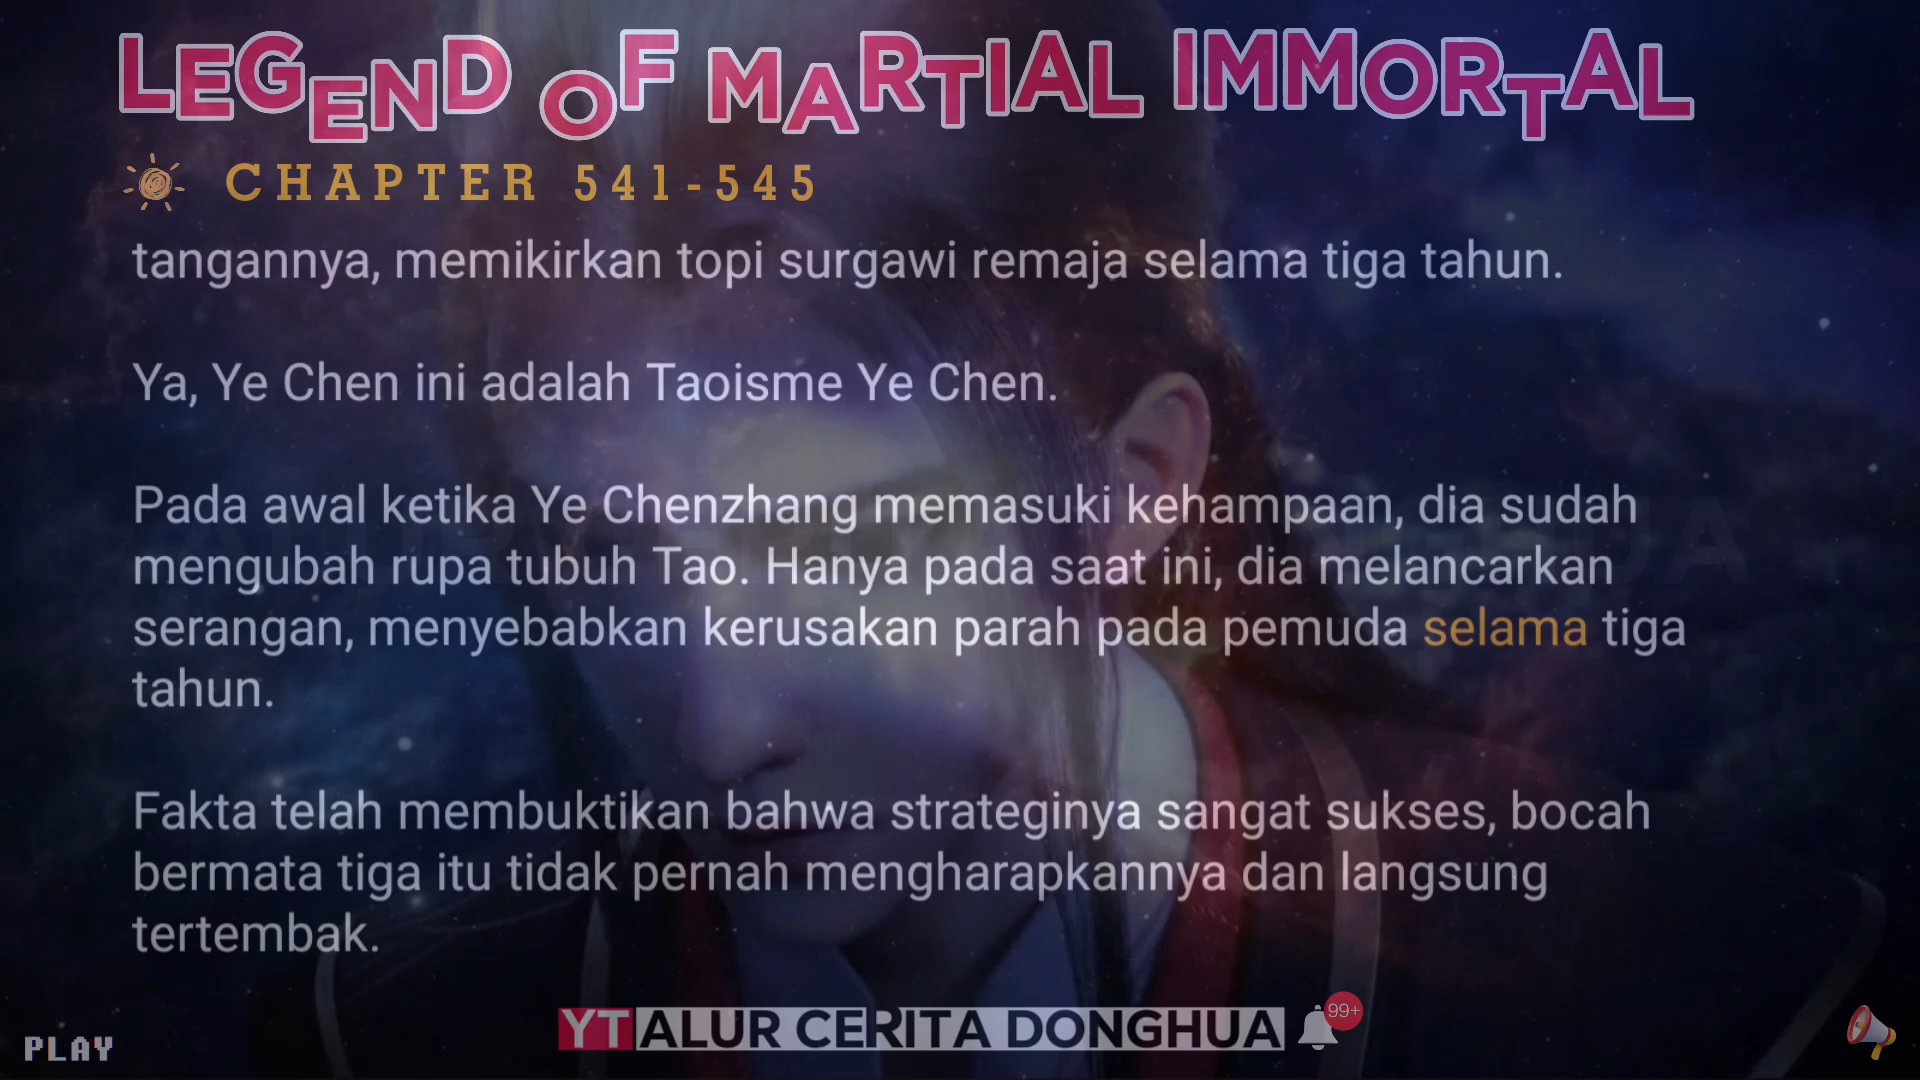 LEGEND OF MARTIAL IMMORTAL
CHAPTER 541-545
tangannya, memikirkan topi surgawi remaja selama tiga tahun.
Ya, Ye Chen ini adalah Taoisme Ye Chen.
Pada awal ketika Ye Chenzhang memasuki kehampaan, dia sudah
mengubah rupa tubuh Tao. Hanya pada saat ini, dia melancarkan
serangan, menyebabkan kerusakan parah pada pemuda selama tiga
tahun.
Fakta telah membuktikan bahwa strateginya sangat sukses, bocah
bermata tiga itu tidak pernah mengharapkannya dan langsung
tertembak.
YT ALUR CERITA DONGHUA
99+
PLAY